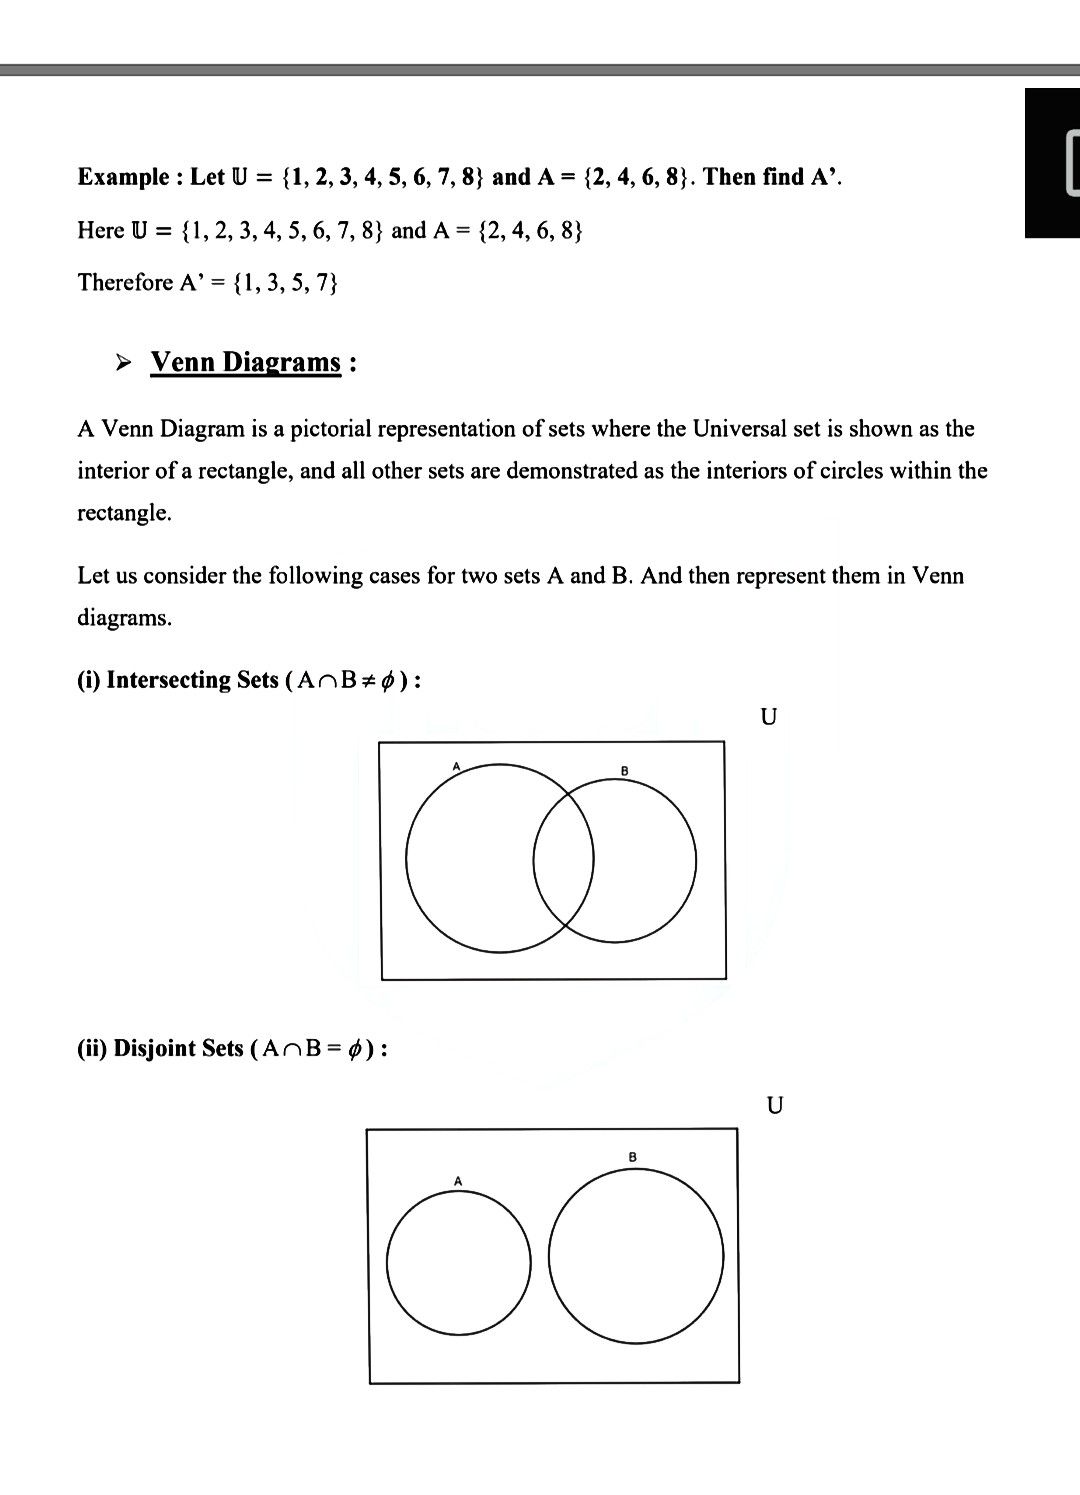 Example : Let 𝕌 = {1, 2, 3, 4, 5, 6, 7, 8} and A = {2, 4, 6, 8}. Then find A’.
Here 𝕌 = {1, 2, 3, 4, 5, 6, 7, 8} and A = {2, 4, 6, 8}
Therefore A’ = {1, 3, 5, 7}
➢ Venn Diagrams :
A Venn Diagram is a pictorial representation of sets where the Universal set is shown as the
interior of a rectangle, and all other sets are demonstrated as the interiors of circles within the
rectangle.
Let us consider the following cases for two sets A and B. And then represent them in Venn
diagrams.
(i) Intersecting Sets ( A∩B ≠ ϕ ) :
U
A
B
(ii) Disjoint Sets ( A∩B = ϕ ) :
U
B
A